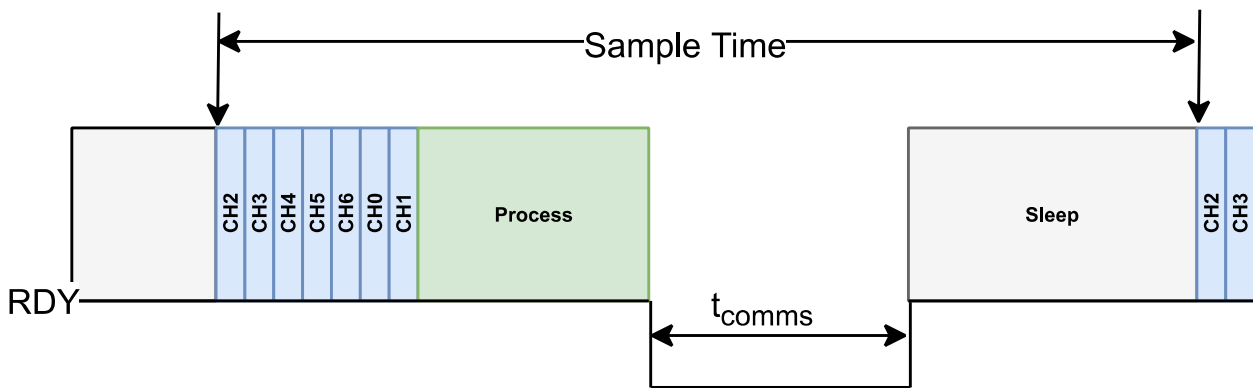 Sample Time
CH2
CH3
CH4
CH5
CH6
CH0
CH1
Process
Sleep
CH2
CH3
RDY
tcomms